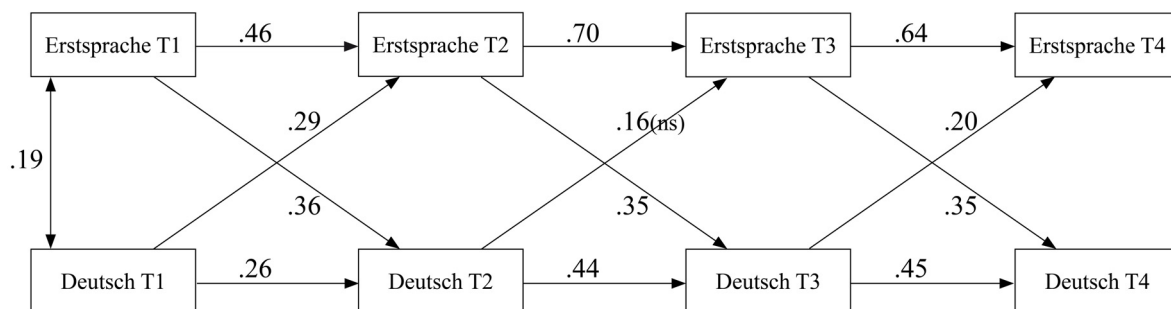 Erstsprache T1 .46 Erstsprache T2 .70 Erstsprache T3 .64 Erstsprache T4
.29 .16(ns) .20
.19
.36 .35 .35
Deutsch T1 .26 Deutsch T2 .44 Deutsch T3 .45 Deutsch T4